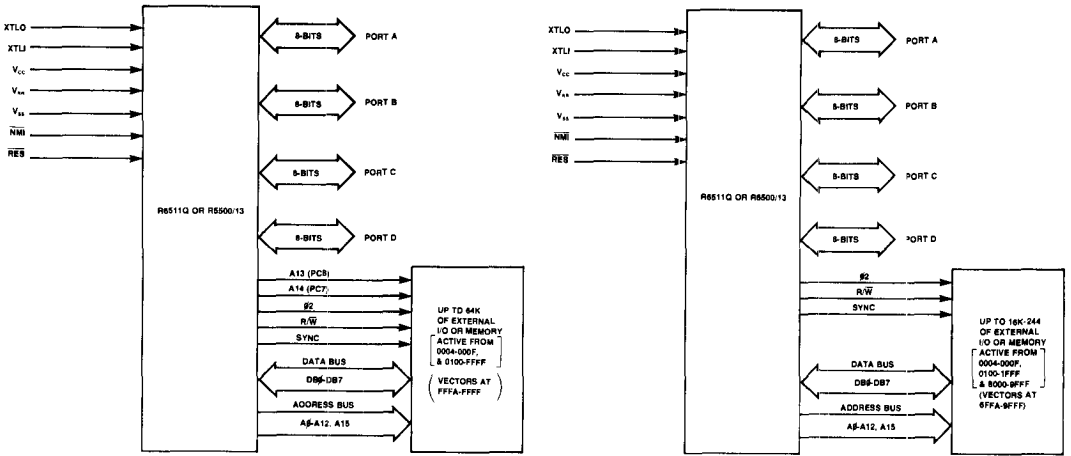 XTLO
XTLI
VCC
VRR
VSS
NMI
RES
8-BITS
PORT A
8-BITS
PORT B
8-BITS
PORT C
8-BITS
PORT D
R6511Q OR R6500/13
A13 (PC6)
A14 (PC7)
Ø2
R/W
SYNC
DATA BUS
DBØ-DB7
ADDRESS BUS
AØ-A12, A15
UP TO 64K
OF EXTERNAL
I/O OR MEMORY
ACTIVE FROM
0004-000F,
& 0100-FFFF
VECTORS AT
FFFA-FFFF
XTLO
XTLI
VCC
VRR
VSS
NMI
RES
8-BITS
PORT A
8-BITS
PORT B
8-BITS
PORT C
8-BITS
PORT D
R6511Q OR R6500/13
Ø2
R/W
SYNC
DATA BUS
DBØ-DB7
ADDRESS BUS
AØ-A12, A15
UP TO 16K-244
OF EXTERNAL
I/O OR MEMORY
ACTIVE FROM
0004-000F,
0100-1FFF
& 8000-9FFF
(VECTORS AT
9FFF)